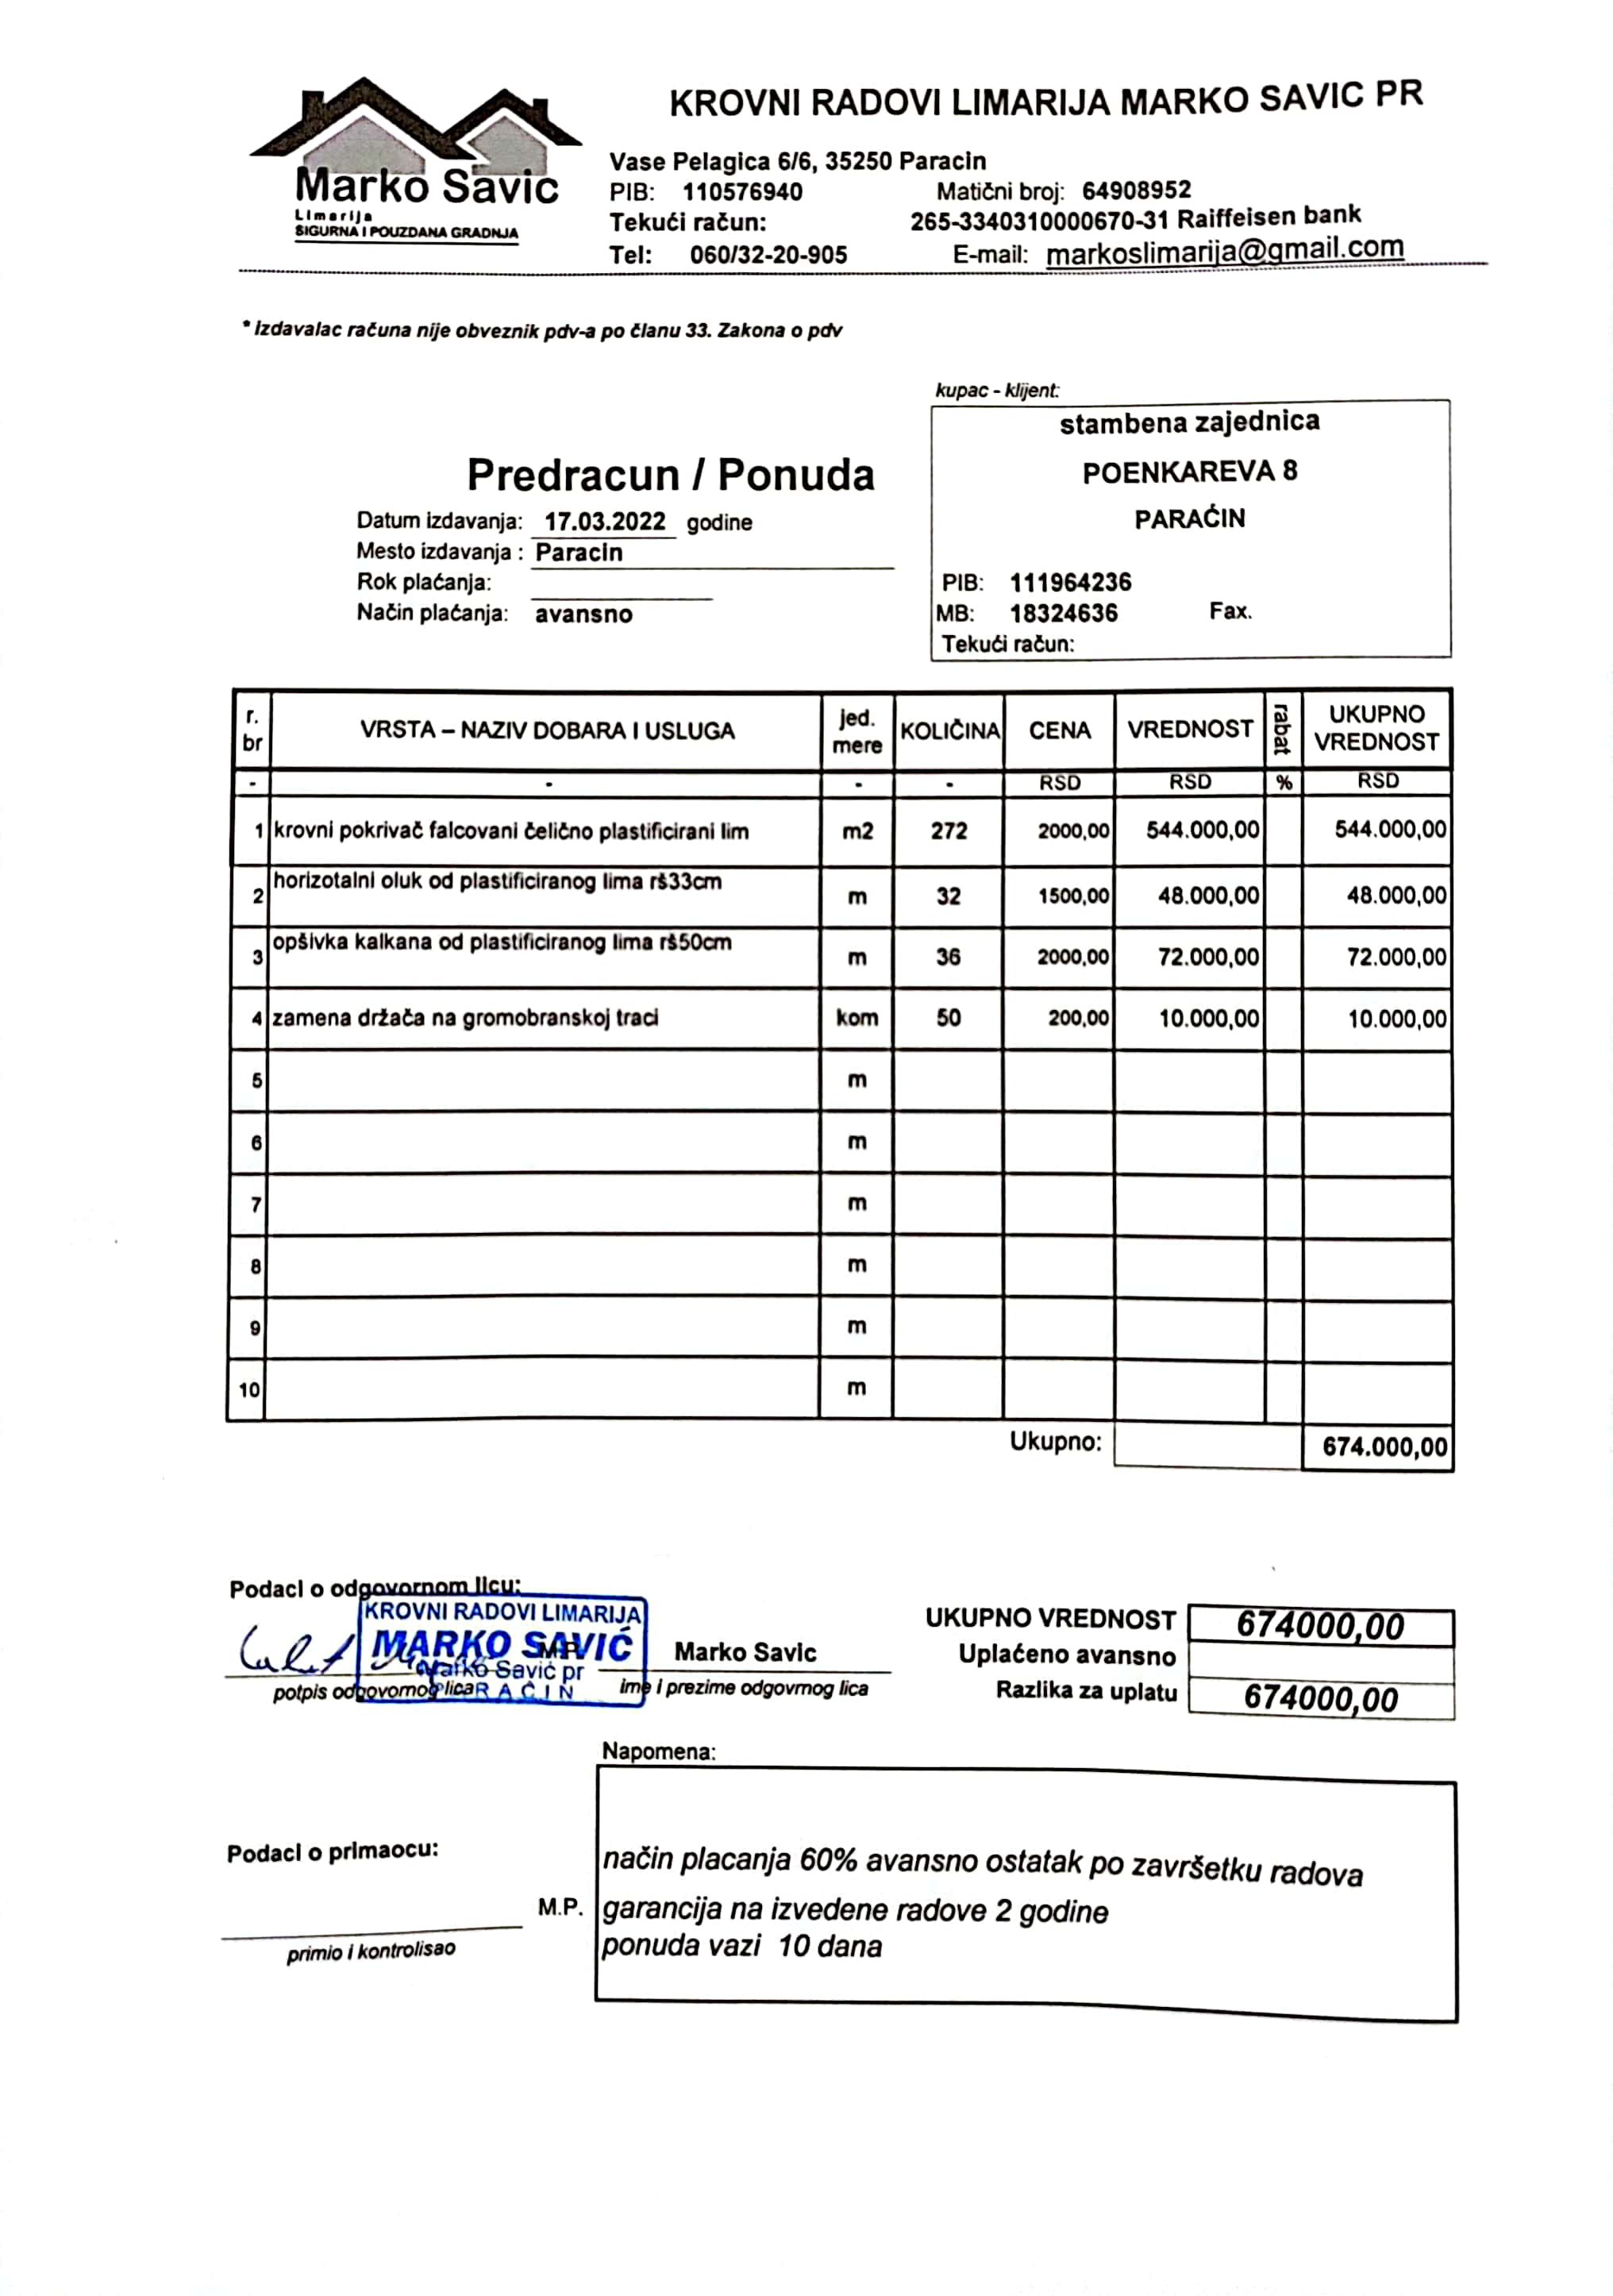 KROVNI RADOVI LIMARIJA MARKO SAVIC PR
Marko Savic
Limarija
SIGURNA I POUZDANA GRADNJA
Vase Pelagica 6/6, 35250 Paracin
PIB: 110576940 Matični broj: 64908952
Tekući račun: 265-3340310000670-31 Raiffeisen bank
Tel: 060/32-20-905 E-mail: markoslimarija@gmail.com
* Izdavalac računa nije obveznik pdv-a po članu 33. Zakona o pdv
kupac - klijent:
stambena zajednica
POENKAREVA 8
PARAĆIN
PIB: 111964236
MB: 18324636 Fax.
Tekući račun:
Predracun / Ponuda
Datum izdavanja: 17.03.2022 godine
Mesto izdavanja : Paracin
Rok plaćanja:
Način plaćanja: avansno
r. br VRSTA – NAZIV DOBARA I USLUGA jed. mere KOLIČINA CENA VREDNOST rabat UKUPNO VREDNOST
- - - - RSD RSD % RSD
1 krovni pokrivač falcovani čelično plastificirani lim m2 272 2000,00 544.000,00 544.000,00
2 horizotalni oluk od plastificiranog lima rš33cm m 32 1500,00 48.000,00 48.000,00
3 opšivka kalkana od plastificiranog lima rš50cm m 36 2000,00 72.000,00 72.000,00
4 zamena držača na gromobranskoj traci kom 50 200,00 10.000,00 10.000,00
5 m
6 m
7 m
8 m
9 m
10 m
Ukupno: 674.000,00
Podaci o odgovornom licu:
KROVNI RADOVI LIMARIJA
MARKO SAVIĆ
Marko Savić pr
PARAĆIN
M.P.
Marko Savic
potpis odgovornog lica
ime i prezime odgovrnog lica
UKUPNO VREDNOST 674000,00
Uplaćeno avansno
Razlika za uplatu 674000,00
Napomena:
način placanja 60% avansno ostatak po završetku radova
garancija na izvedene radove 2 godine
ponuda vazi 10 dana
Podaci o primaocu:
M.P.
primio i kontrolisao